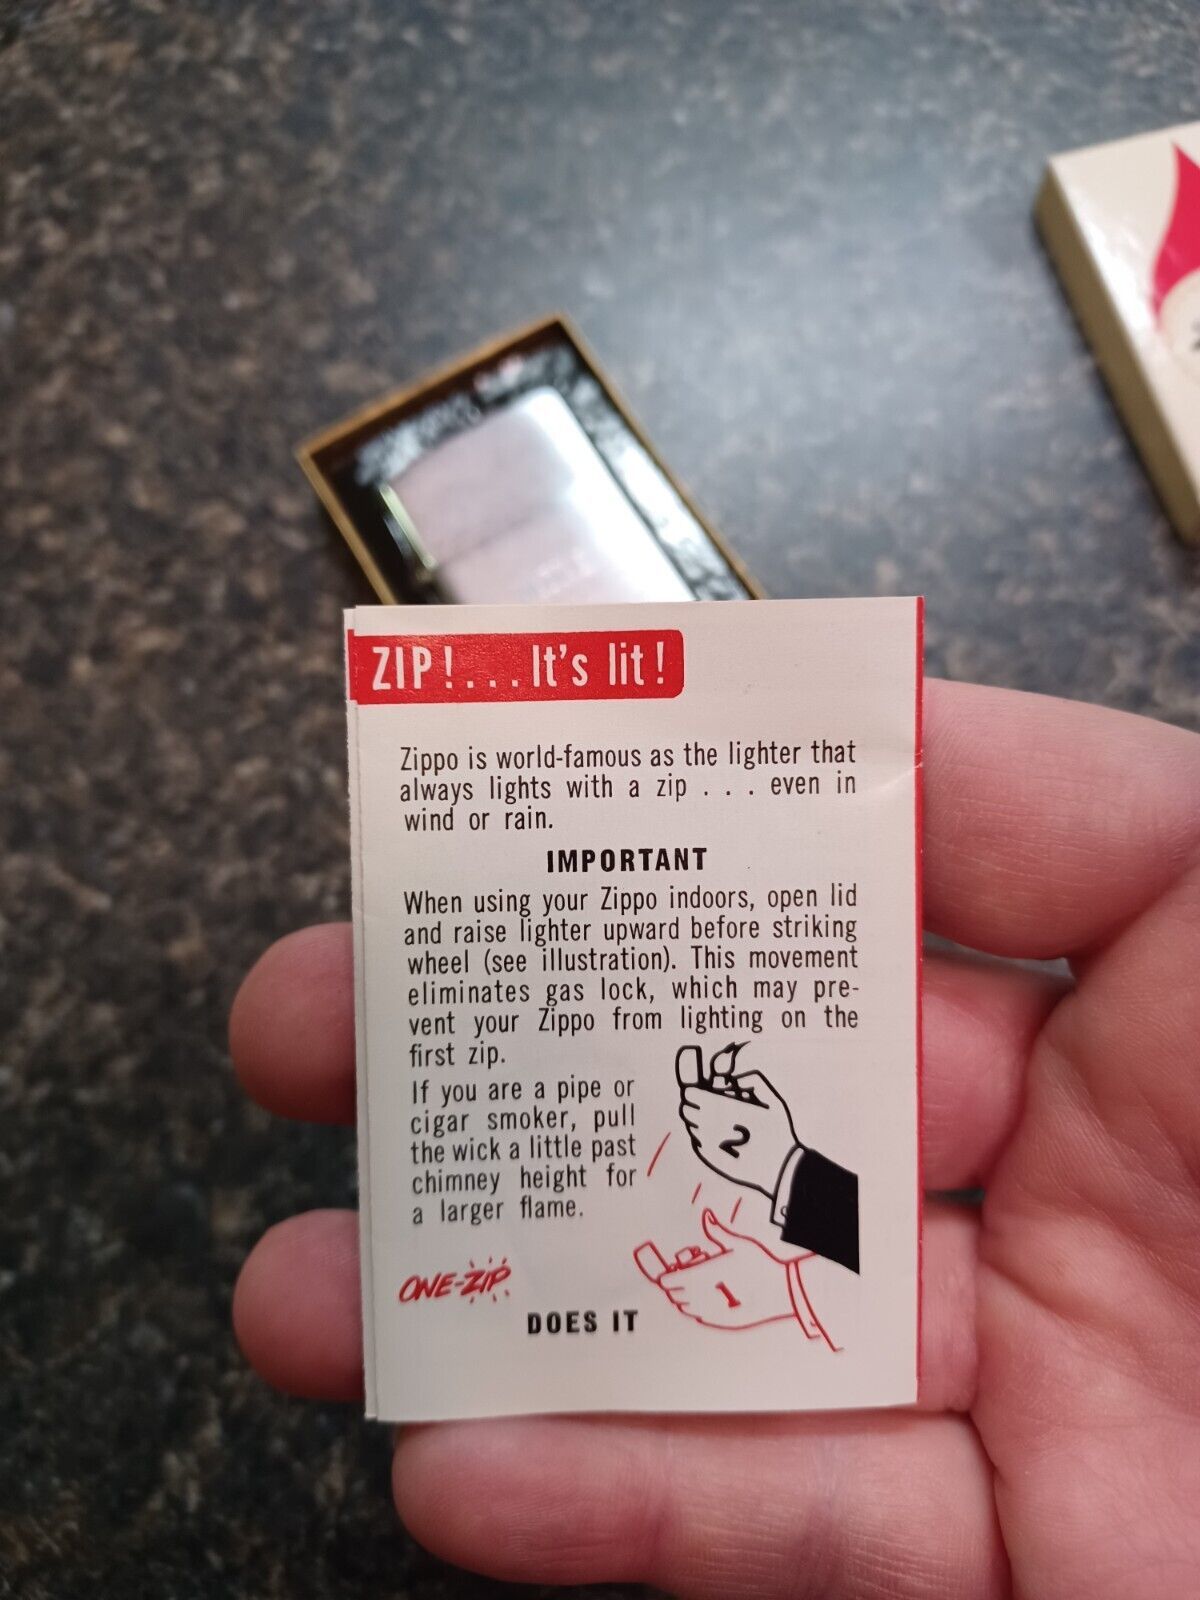 ZIP!...It's lit!
Zippo is world-famous as the lighter that
always lights with a zip . . . even in
wind or rain.
IMPORTANT
When using your Zippo indoors, open lid
and raise lighter upward before striking
wheel (see illustration). This movement
eliminates gas lock, which may pre-
vent your Zippo from lighting on the
first zip.
If you are a pipe or
cigar smoker, pull
the wick a little past
chimney height for
a larger flame.
2
1
ONE-ZIP
DOES IT